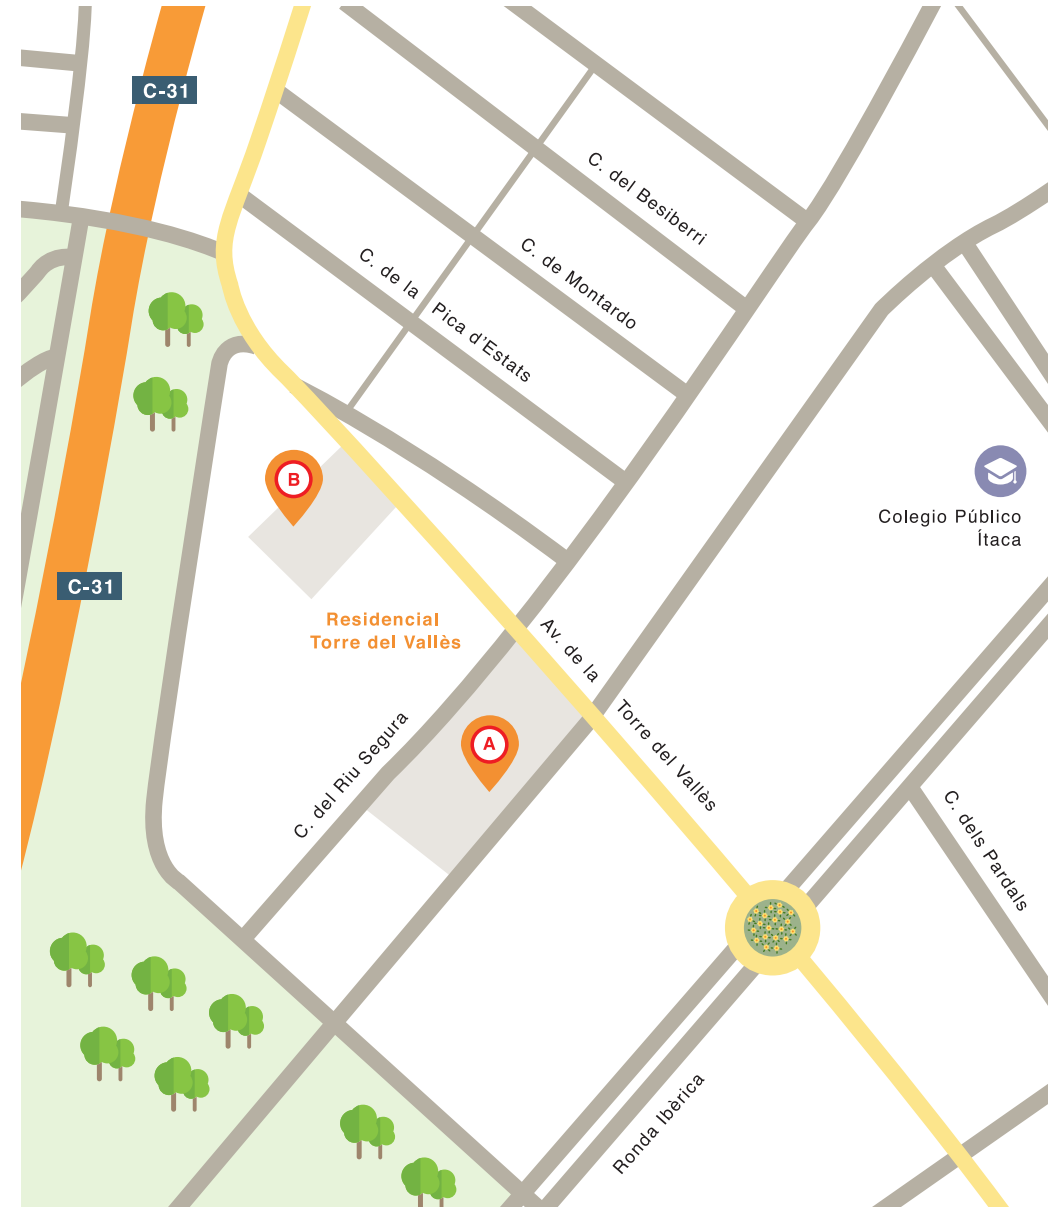 C-31
C. del Besiberri
C. de Montardo
C. de la
Pica d'Estats
B
Colegio Público
Ítaca
C-31
Residencial
Torre del Vallès
Av. de la
Torre del Vallès
A
C. del Riu Segura
C. dels Pardals
Ronda Ibèrica